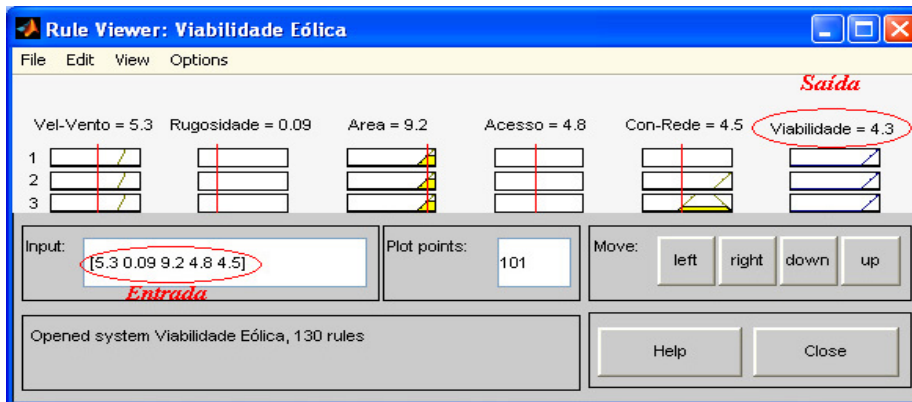 Rule Viewer: Viabilidade Eólica
File Edit View Options
Saída
Vel-Vento = 5.3 Rugosidade = 0.09 Area = 9.2 Acesso = 4.8 Con-Rede = 4.5 Viabilidade = 4.3
1
2
3
Input: [5.3 0.09 9.2 4.8 4.5] Plot points: 101 Move: left right down up
Entrada
Opened system Viabilidade Eólica, 130 rules Help Close